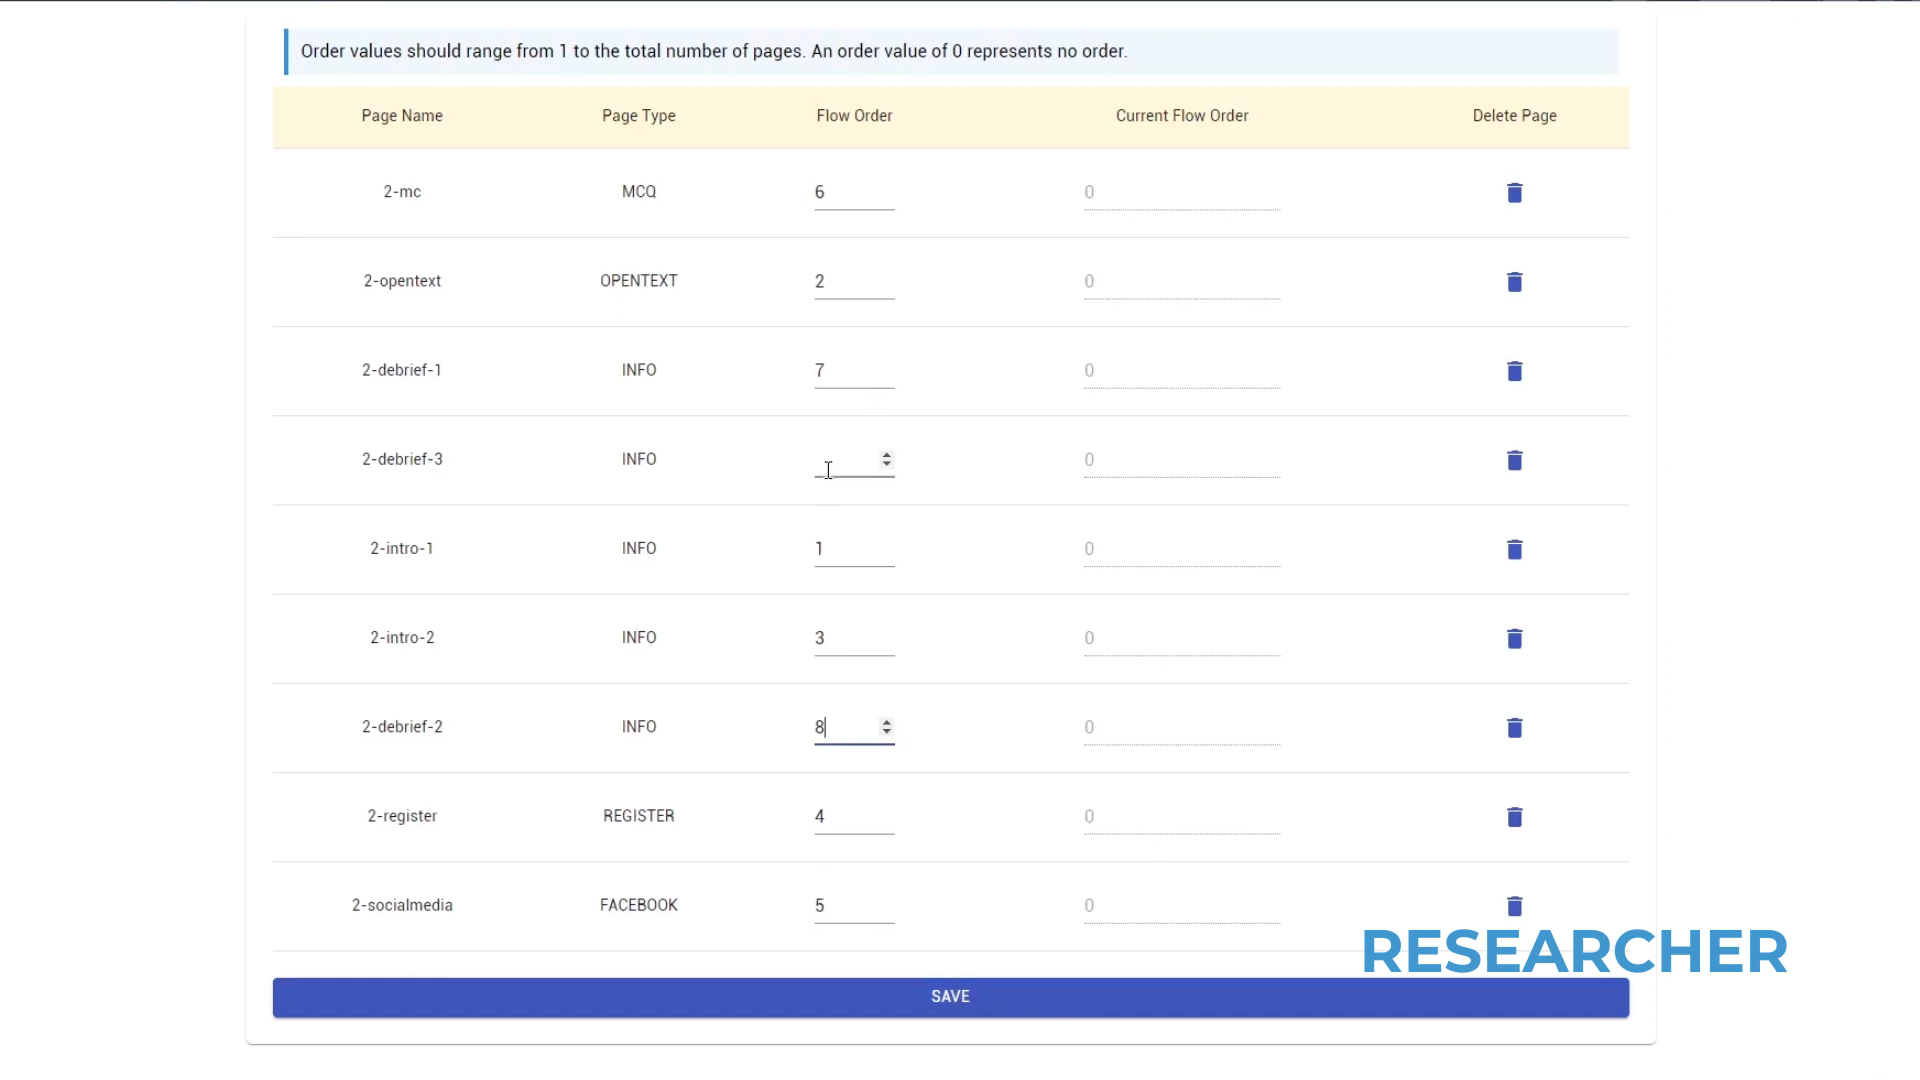 Order values should range from 1 to the total number of pages. An order value of 0 represents no order.
Page Name Page Type Flow Order Current Flow Order Delete Page
2-mc MCQ 6 0
2-opentext OPENTEXT 2 0
2-debrief-1 INFO 7 0
2-debrief-3 INFO 0
2-intro-1 INFO 1 0
2-intro-2 INFO 3 0
2-debrief-2 INFO 8 0
2-register REGISTER 4 0
2-socialmedia FACEBOOK 5 0
RESEARCHER
SAVE